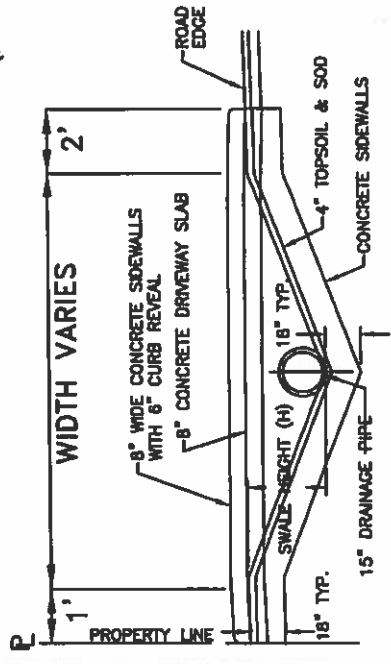 PL
WIDTH VARIES
1'
2'
PROPERTY LINE
8" WIDE CONCRETE SIDEWALLS
WITH 6" CURB REVEAL
8" CONCRETE DRIVEWAY SLAB
ROAD
EDGE
SWALE HEIGHT (H)
18" TYP.
4" TOPSOIL & SOD
18" TYP.
15" DRAINAGE PIPE
CONCRETE SIDEWALLS